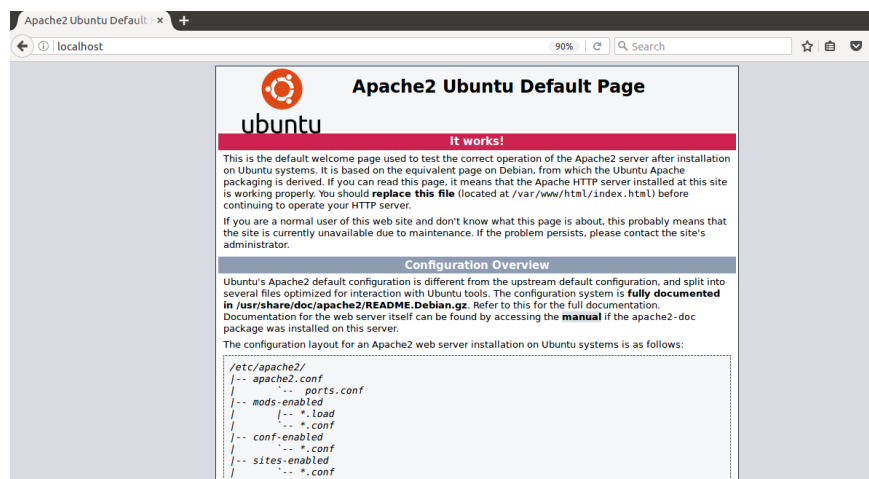 Apache2 Ubuntu Default
localhost
90%
Search
ubuntu
Apache2 Ubuntu Default Page
It works!
This is the default welcome page used to test the correct operation of the Apache2 server after installation
on Ubuntu systems. It is based on the equivalent page on Debian, from which the Ubuntu Apache
packaging is derived. If you can read this page, it means that the Apache HTTP server installed at this site
is working properly. You should replace this file (located at /var/www/html/index.html) before
continuing to operate your HTTP server.
If you are a normal user of this web site and don't know what this page is about, this probably means that
the site is currently unavailable due to maintenance. If the problem persists, please contact the site's
administrator.
Configuration Overview
Ubuntu's Apache2 default configuration is different from the upstream default configuration, and split into
several files optimized for interaction with Ubuntu tools. The configuration system is fully documented
in /usr/share/doc/apache2/README.Debian.gz. Refer to this for the full documentation.
Documentation for the web server itself can be found by accessing the manual if the apache2-doc
package was installed on this server.
The configuration layout for an Apache2 web server installation on Ubuntu systems is as follows:
/etc/apache2/
|-- apache2.conf
|       `--  ports.conf
|-- mods-enabled
|       |-- *.load
|       `-- *.conf
|-- conf-enabled
|       `-- *.conf
|-- sites-enabled
|       `-- *.conf